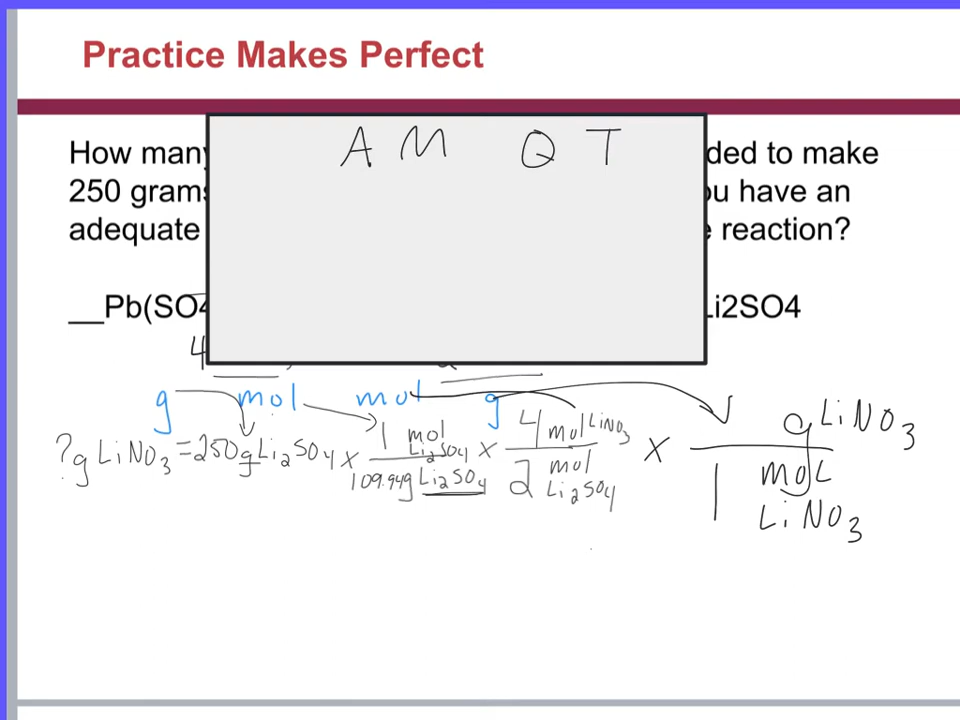 Practice Makes Perfect
A M Q T
How many ded to make
250 grams ou have an
adequate e reaction?
__Pb(SO4 Li2SO4
4
g mol mol g
?g LiNO3 = 250g Li2SO4 x 1 mol Li2SO4 x 4 mol LiNO3 x g LiNO3
109.94g Li2SO4 2 mol Li2SO4 1 mol LiNO3